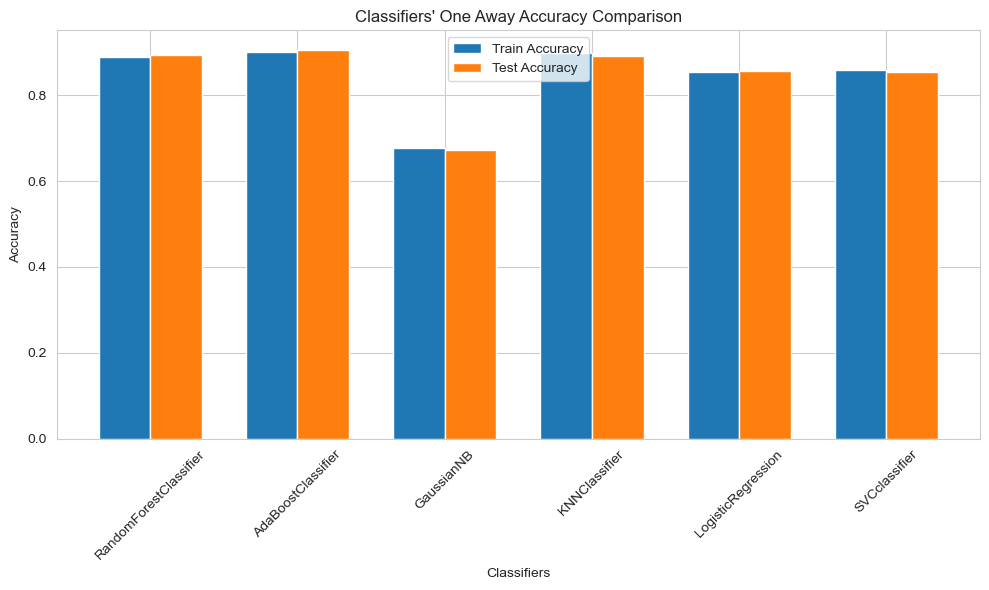 Classifiers' One Away Accuracy Comparison
Train Accuracy
Test Accuracy
Accuracy
0.8
0.6
0.4
0.2
0.0
RandomForestClassifier
AdaBoostClassifier
GaussianNB
KNNClassifier
LogisticRegression
SVCclassifier
Classifiers